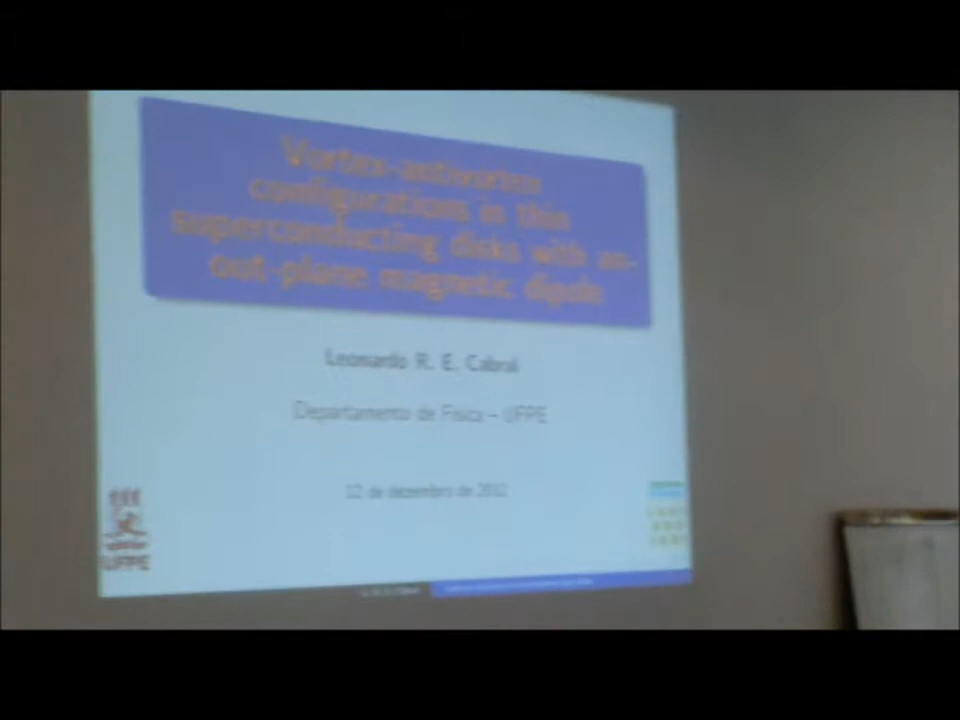 Vortex-antivortex
configurations in thin
superconducting disks with an-
out-plane magnetic dipole
Leonardo R. E. Cabral
Departamento de Física – UFPE
12 de dezembro de 2012
UFPE